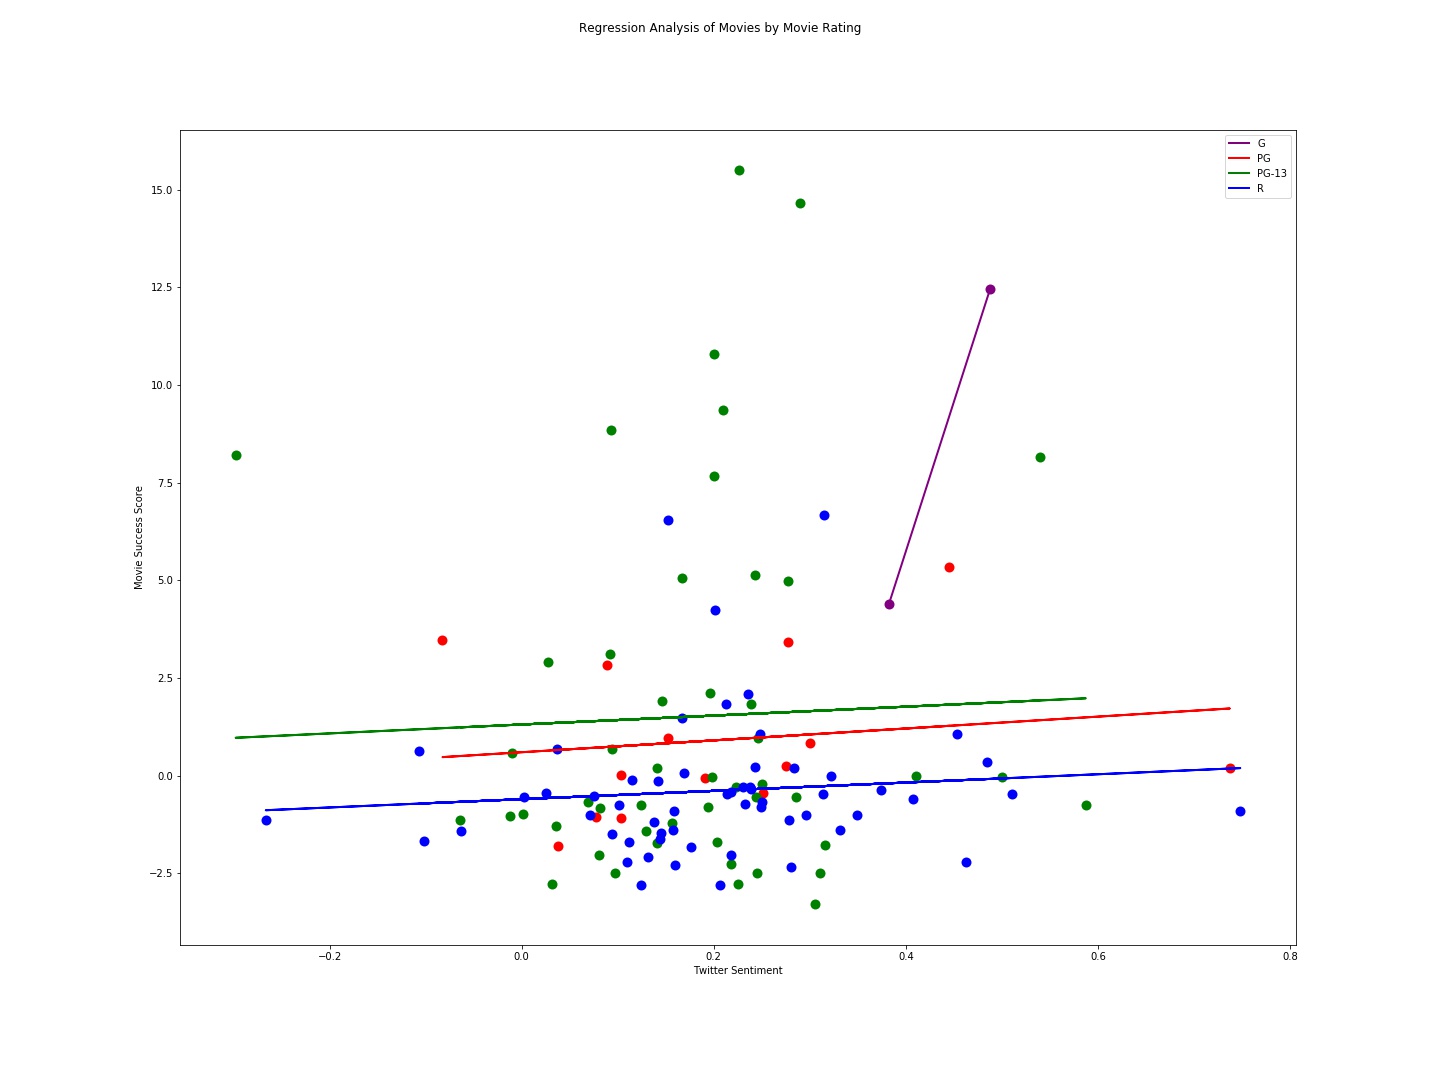 Regression Analysis of Movies by Movie Rating
G
PG
PG-13
R
Movie Success Score
15.0
12.5
10.0
7.5
5.0
2.5
0.0
−2.5
−0.2
0.0
0.2
0.4
0.6
0.8
Twitter Sentiment